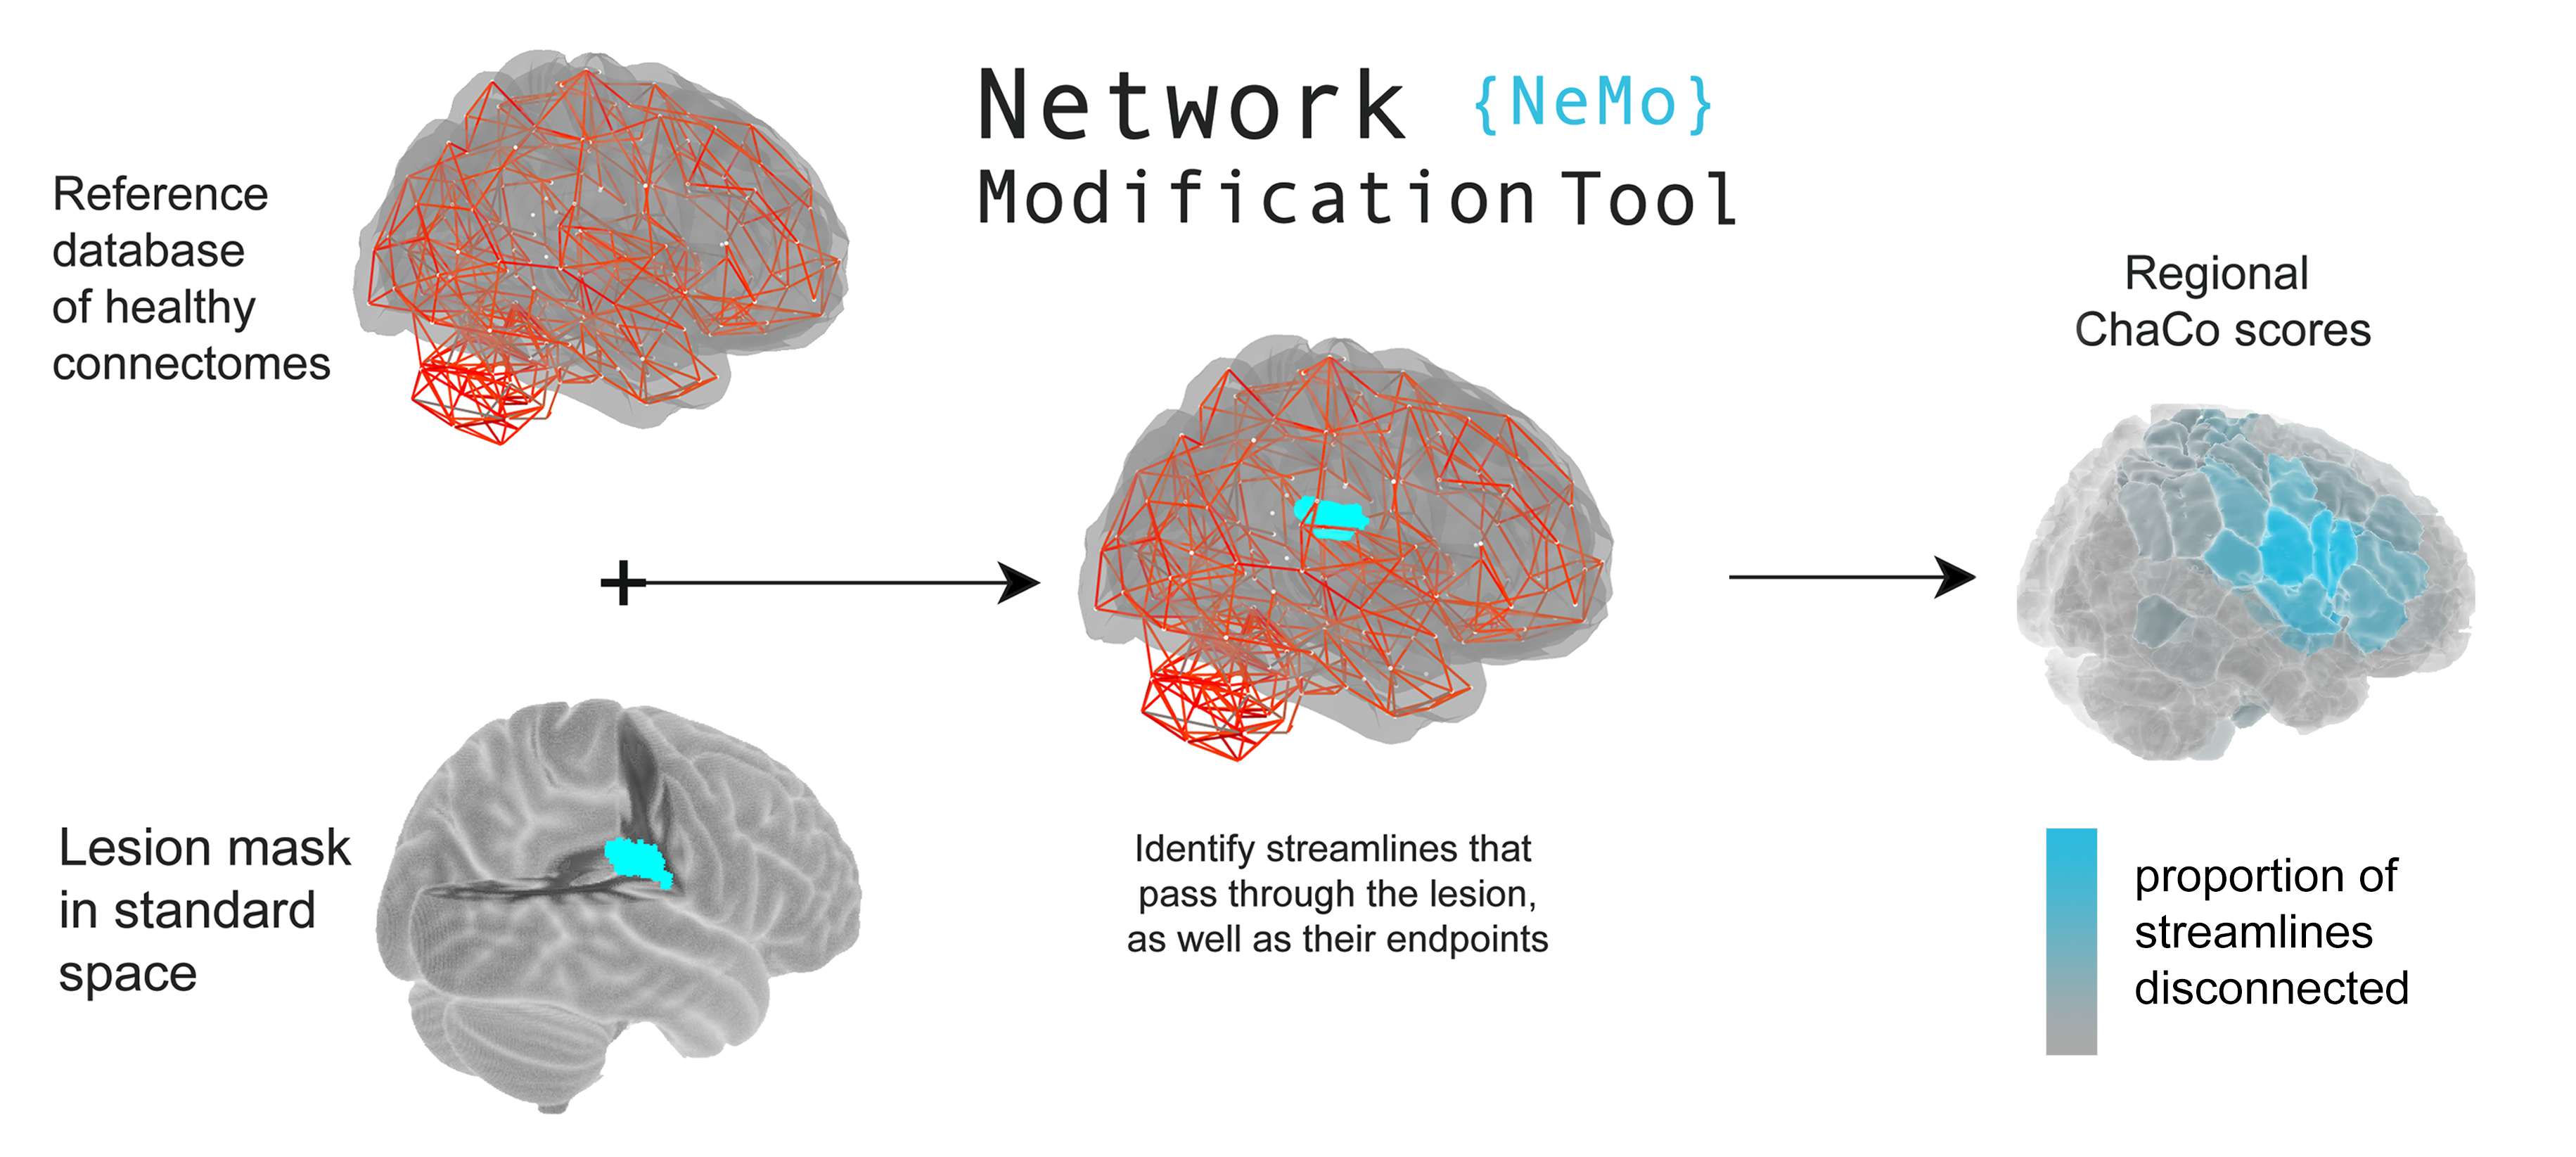 Network {NeMo}
Modification Tool
Reference
database
of healthy
connectomes
Lesion mask
in standard
space
+
Identify streamlines that
pass through the lesion,
as well as their endpoints
Regional
ChaCo scores
proportion of
streamlines
disconnected